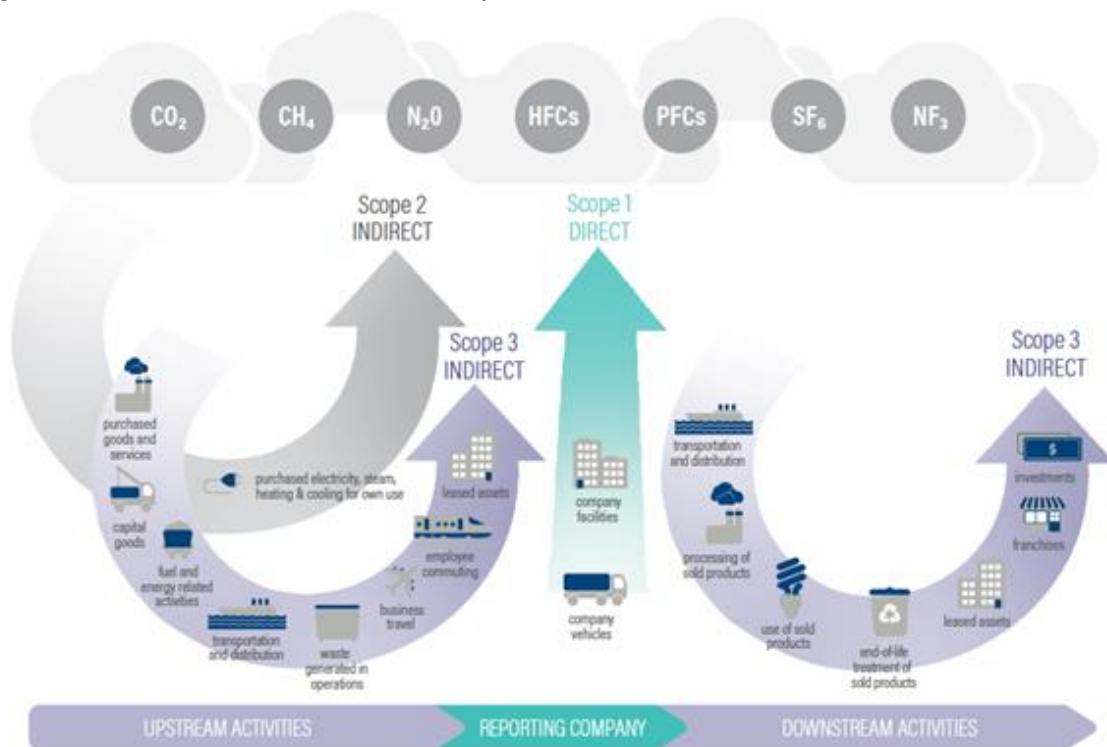 CO₂
CH₄
N₂0
HFCs
PFCs
SF₆
NF₃
Scope 2
INDIRECT
Scope 1
DIRECT
Scope 3
INDIRECT
Scope 3
INDIRECT
purchased
goods and
services
capital
goods
fuel and
energy related
activities
transportation
and distribution
waste
generated in
operations
business
travel
employee
commuting
leased assets
purchased electricity, steam,
heating & cooling for own use
company
facilities
company
vehicles
transportation
and distribution
processing of
sold products
use of sold
products
end-of-life
treatment of
sold products
leased assets
franchises
$
investments
UPSTREAM ACTIVITIES
REPORTING COMPANY
DOWNSTREAM ACTIVITIES